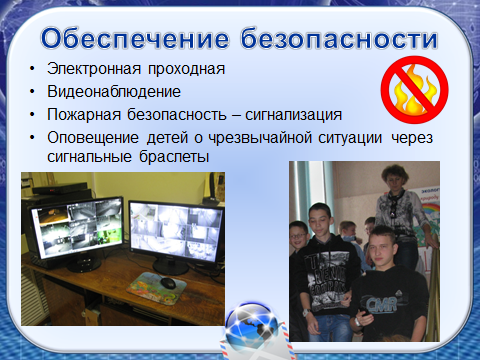 Обеспечение безопасности
• Электронная проходная
• Видеонаблюдение
• Пожарная безопасность – сигнализация
• Оповещение детей о чрезвычайной ситуации через
сигнальные браслеты